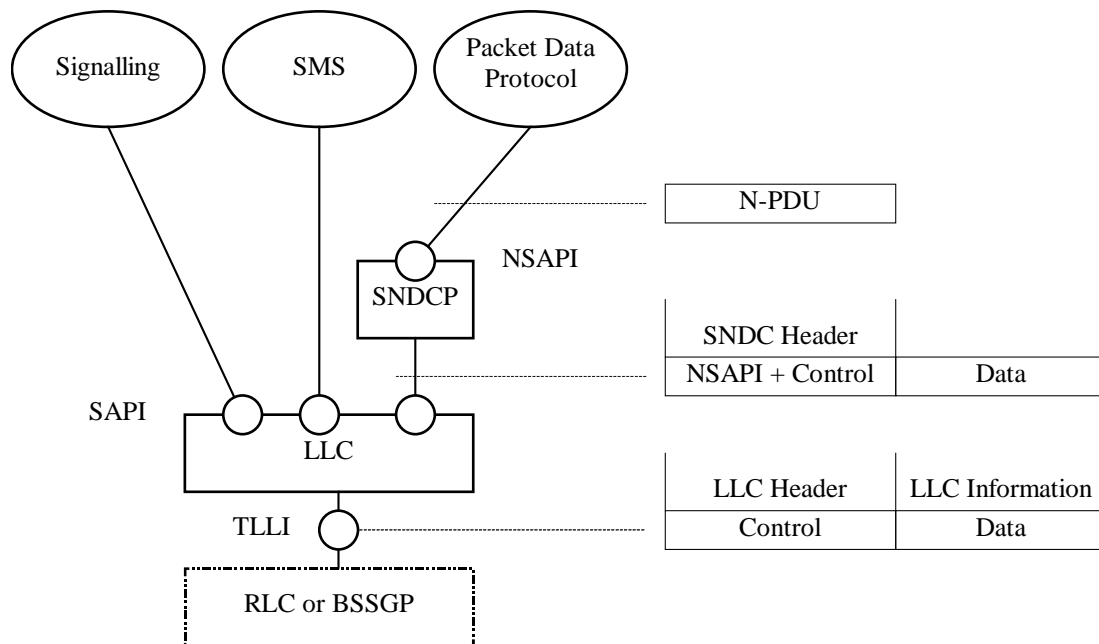 Signalling
SMS
Packet Data
Protocol
N-PDU
NSAPI
SNDCP
SNDC Header
NSAPI + Control
Data
SAPI
LLC
LLC Header
LLC Information
TLLI
Control
Data
RLC or BSSGP